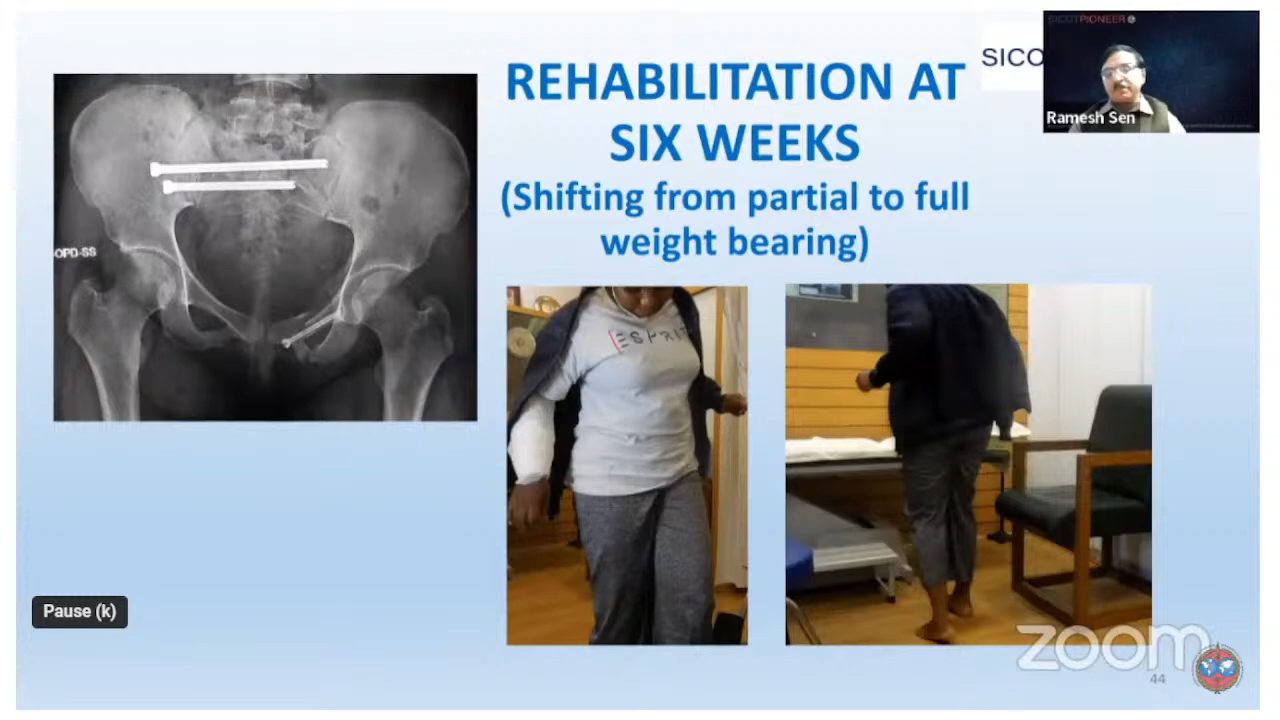 REHABILITATION AT
SIX WEEKS
(Shifting from partial to full
weight bearing)
SICO
SICOTPIONEER
Ramesh Sen
OPD-SS
ESPRIT
Pause (k)
zoom
44